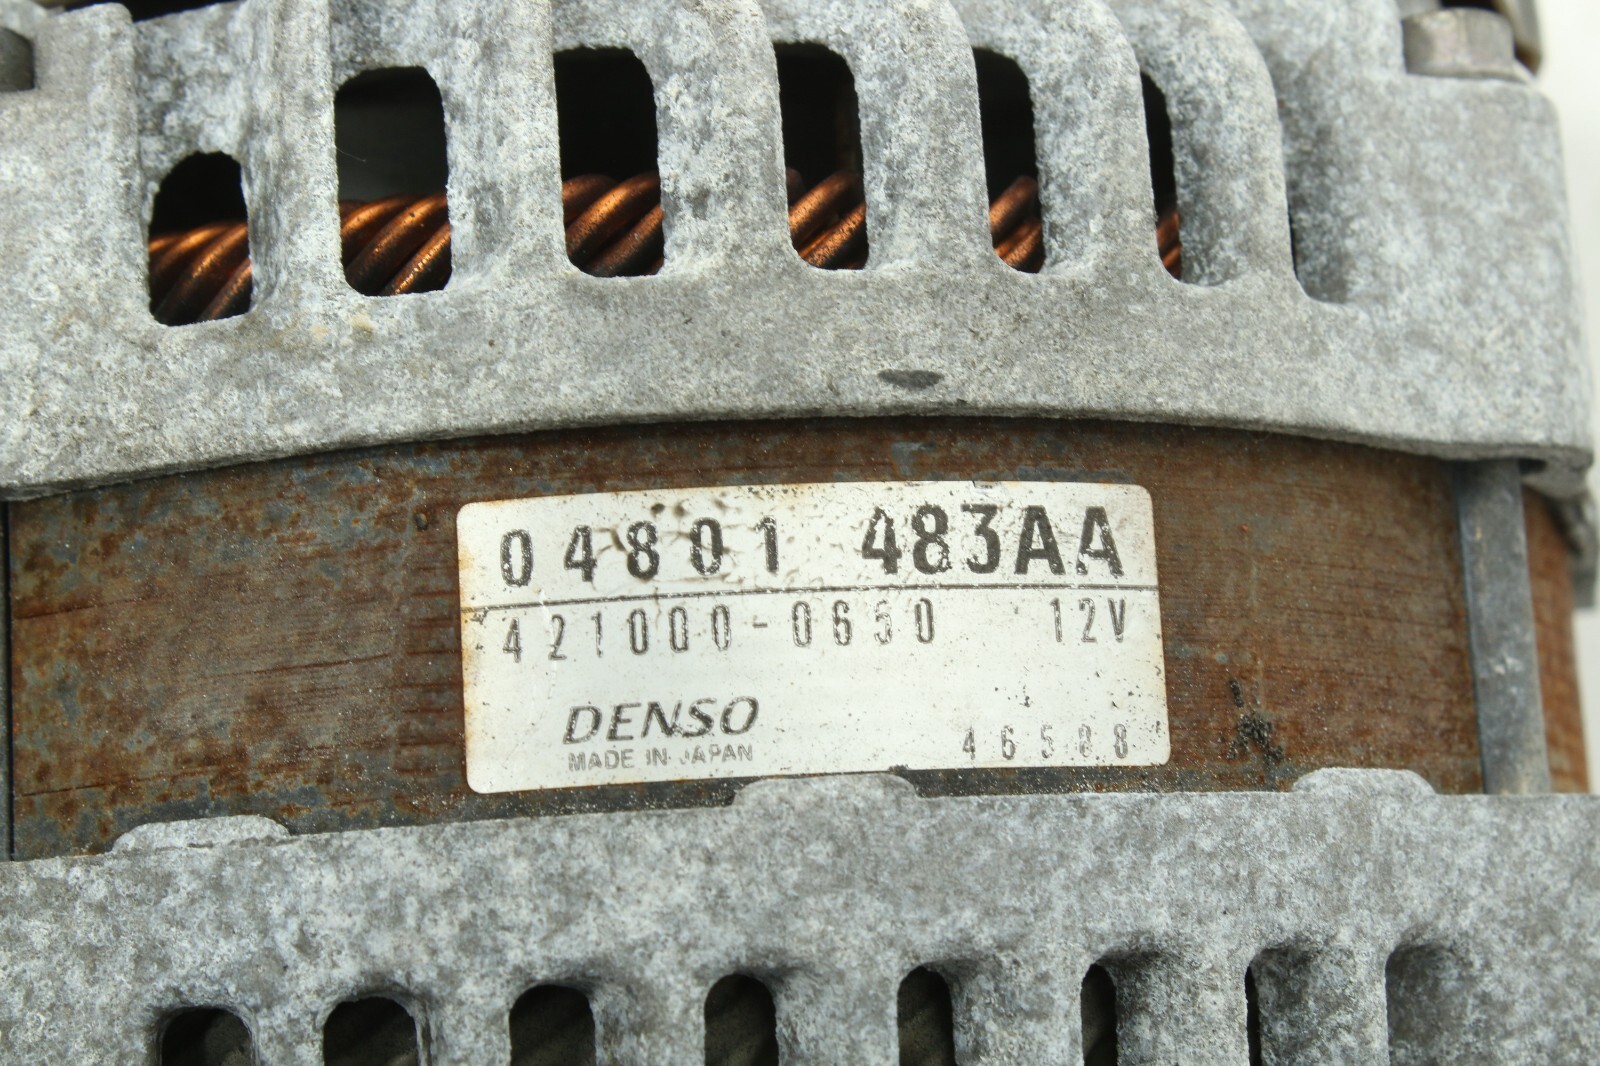 04801 483AA
421000-0650 12V
DENSO
MADE IN JAPAN
46588